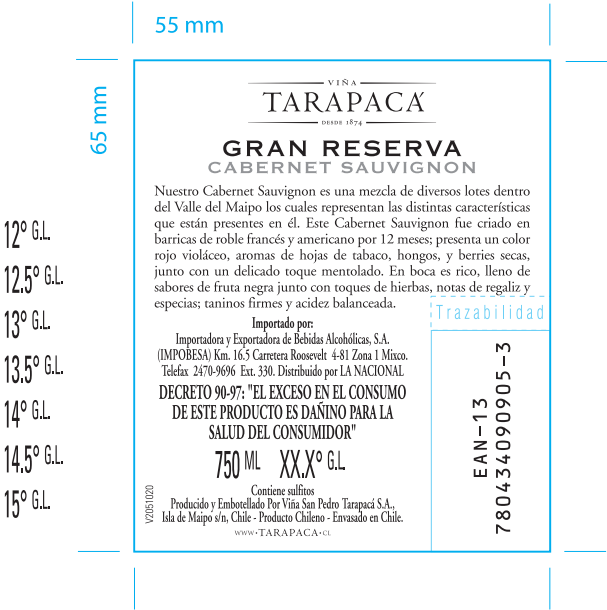 55 mm
65 mm
VIÑA
TARAPACÁ
DESDE 1874
GRAN RESERVA
CABERNET SAUVIGNON
Nuestro Cabernet Sauvignon es una mezcla de diversos lotes dentro
del Valle del Maipo los cuales representan las distintas características
que están presentes en él. Este Cabernet Sauvignon fue criado en
barricas de roble francés y americano por 12 meses; presenta un color
rojo violáceo, aromas de hojas de tabaco, hongos, y berries secas,
junto con un delicado toque mentolado. En boca es rico, lleno de
sabores de fruta negra junto con toques de hierbas, notas de regaliz y
especias; taninos firmes y acidez balanceada.
Importado por:
Importadora y Exportadora de Bebidas Alcohólicas, S.A.
(IMPOBESA) Km. 16.5 Carretera Roosevelt 4-81 Zona 1 Mixco.
Telefax 2470-9696 Ext. 330. Distribuido por LA NACIONAL
DECRETO 90-97: "EL EXCESO EN EL CONSUMO
DE ESTE PRODUCTO ES DAÑINO PARA LA
SALUD DEL CONSUMIDOR"
750 ML XX.X° G.L.
Contiene sulfitos
Producido y Embotellado Por Viña San Pedro Tarapacá S.A.,
Isla de Maipo s/n, Chile - Producto Chileno - Envasado en Chile.
WWW•TARAPACA•CL
V2051020
Trazabilidad
EAN-13
7804340909053
12° G.L.
12.5° G.L.
13° G.L.
13.5° G.L.
14° G.L.
14.5° G.L.
15° G.L.